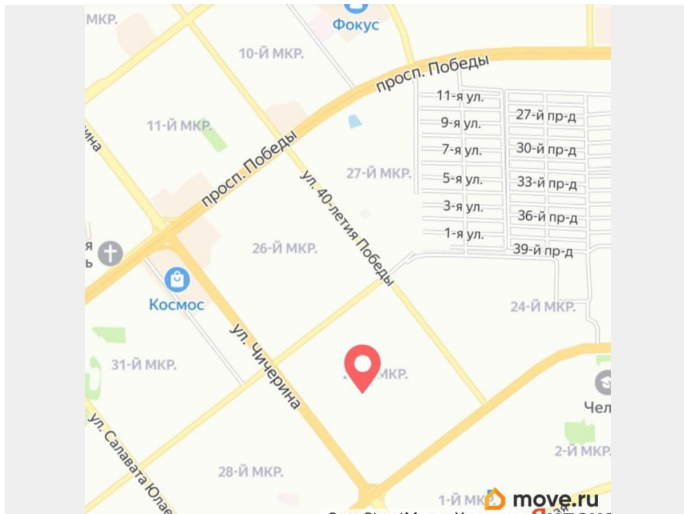 МКР.
Фокус
10-Й МКР.
просп. Победы
11-я ул.
27-й пр-д
9-я ул.
11-Й МКР.
7-я ул.
30-й пр-д
просп. Победы
27-Й МКР.
5-я ул.
33-й пр-д
ул. 40-летия Победы
3-я ул.
36-й пр-д
1-я ул.
39-й пр-д
26-Й МКР.
Космос
24-Й МКР.
ул. Чичерина
31-Й МКР.
МКР.
Чел
ул. Салавата Юлае
2-Й МКР
28-Й МКР.
1-Й МКР
move.ru